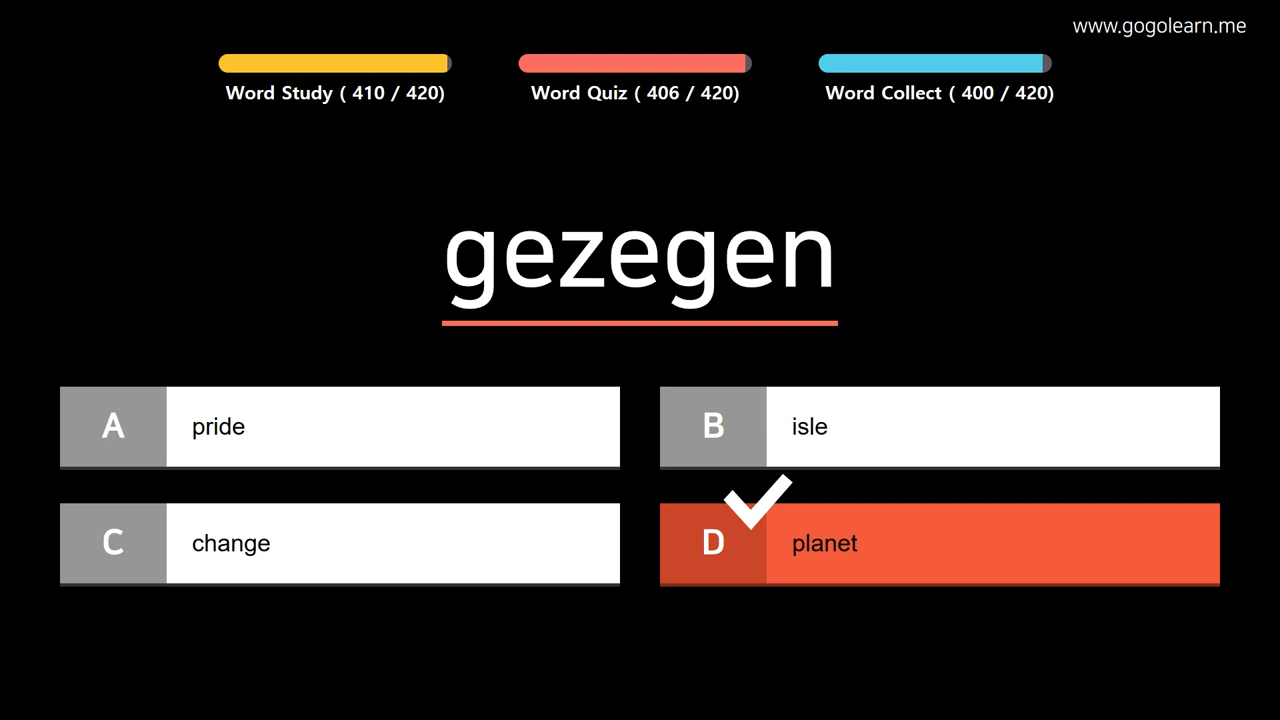 www.gogolearn.me
Word Study ( 410 / 420)
Word Quiz ( 406 / 420)
Word Collect ( 400 / 420)
gezegen
A pride
B isle
C change
D planet